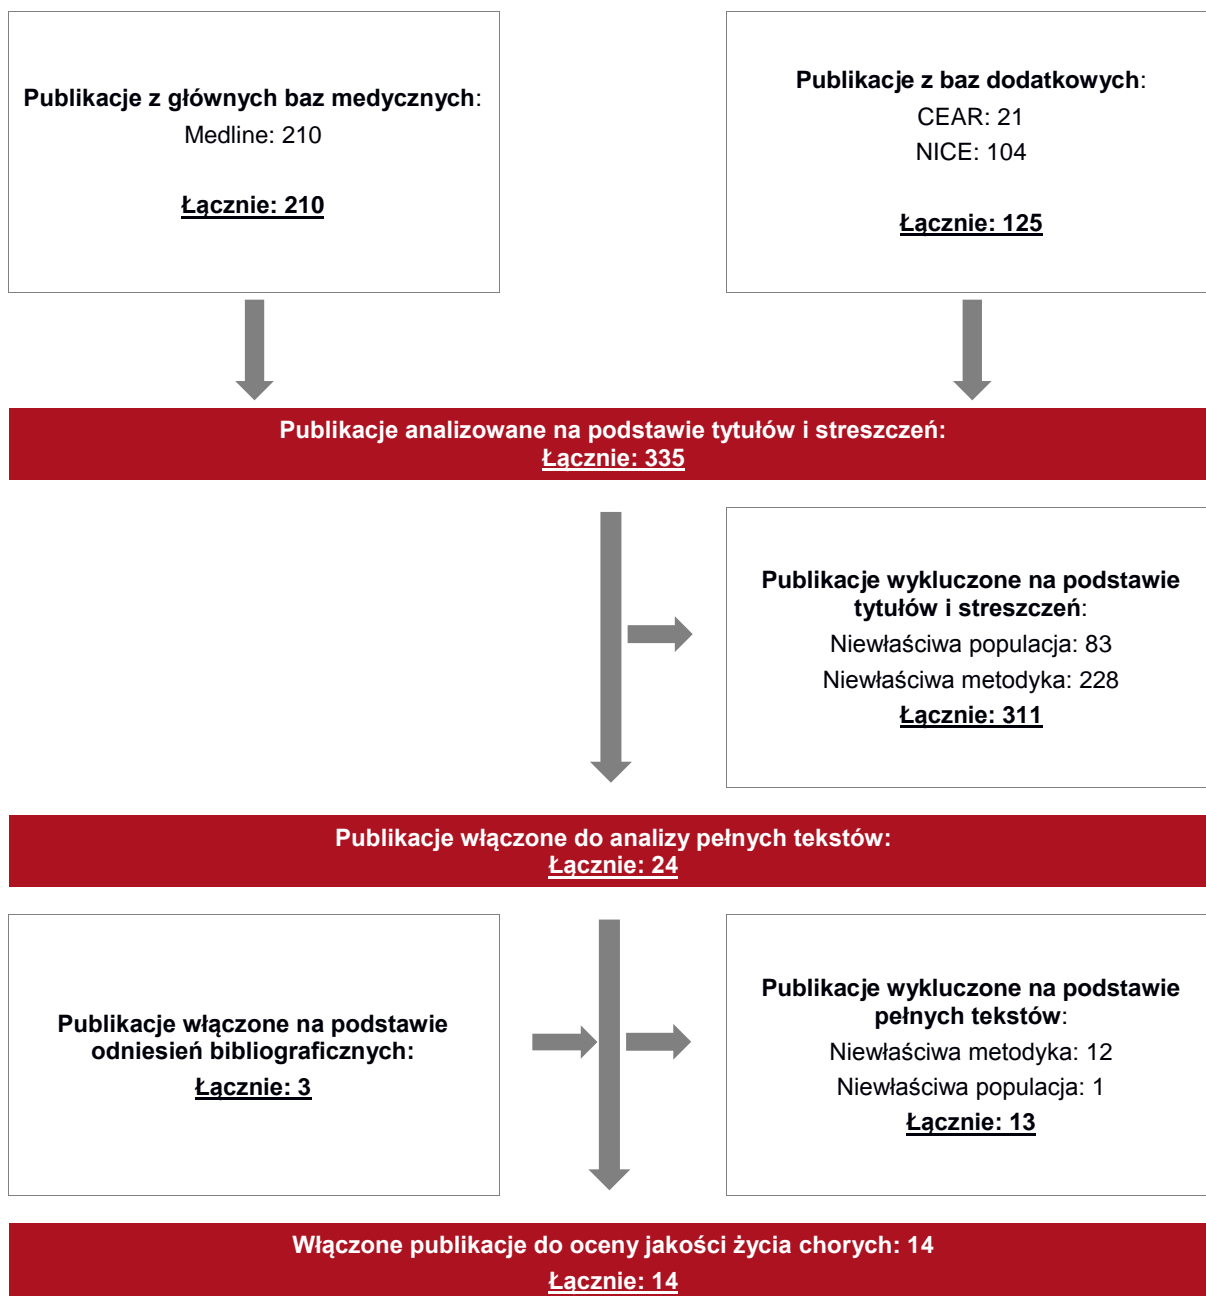 Publikacje z głównych baz medycznych:
Medline: 210
Łącznie: 210
Publikacje z baz dodatkowych:
CEAR: 21
NICE: 104
Łącznie: 125
Publikacje analizowane na podstawie tytułów i streszczeń:
Łącznie: 335
Publikacje wykluczone na podstawie
tytułów i streszczeń:
Niewłaściwa populacja: 83
Niewłaściwa metodyka: 228
Łącznie: 311
Publikacje włączone do analizy pełnych tekstów:
Łącznie: 24
Publikacje włączone na podstawie
odniesień bibliograficznych:
Łącznie: 3
Publikacje wykluczone na podstawie
pełnych tekstów:
Niewłaściwa metodyka: 12
Niewłaściwa populacja: 1
Łącznie: 13
Włączone publikacje do oceny jakości życia chorych: 14
Łącznie: 14